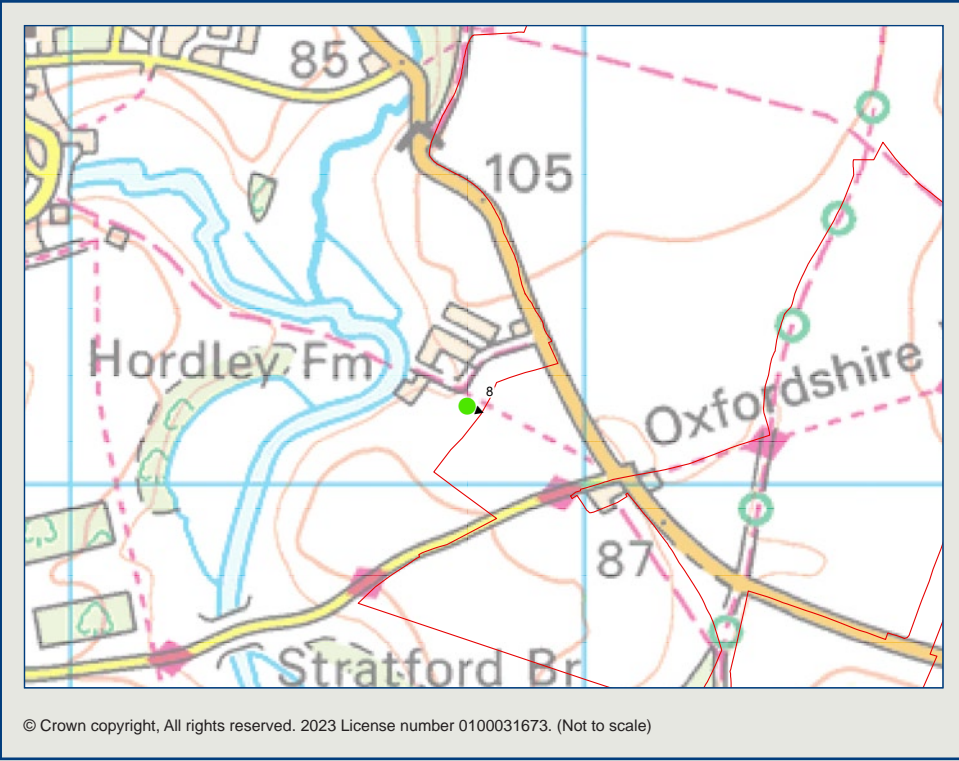 85
105
Hordley Fm
8
Oxfordshire
87
Stratford Br
© Crown copyright, All rights reserved. 2023 License number 0100031673. (Not to scale)